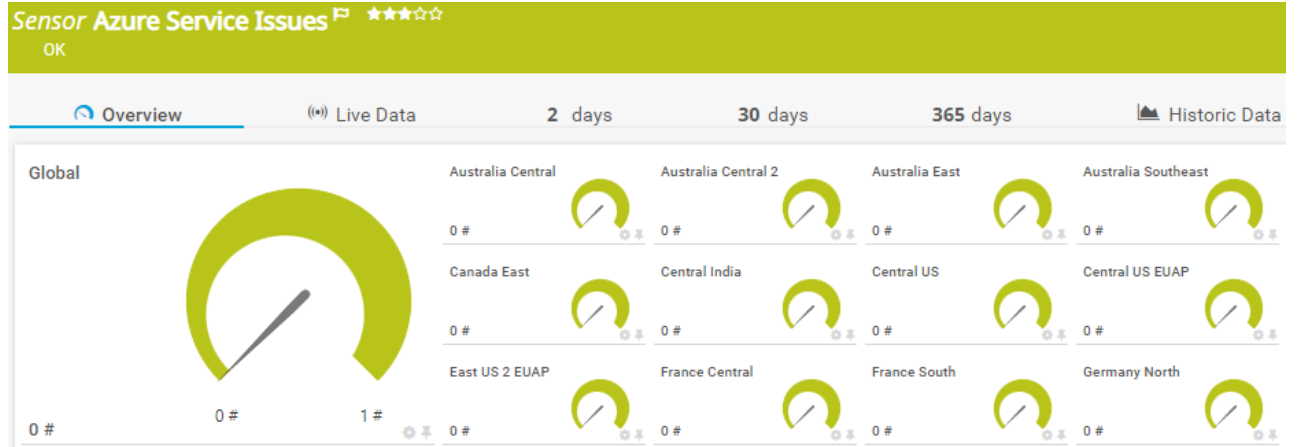 Sensor Azure Service Issues
OK
Overview
Live Data
2 days
30 days
365 days
Historic Data
Global
0 #
1 #
0 #
Australia Central
0 #
Australia Central 2
0 #
Australia East
0 #
Australia Southeast
0 #
Canada East
0 #
Central India
0 #
Central US
0 #
Central US EUAP
0 #
East US 2 EUAP
0 #
France Central
0 #
France South
0 #
Germany North
0 #